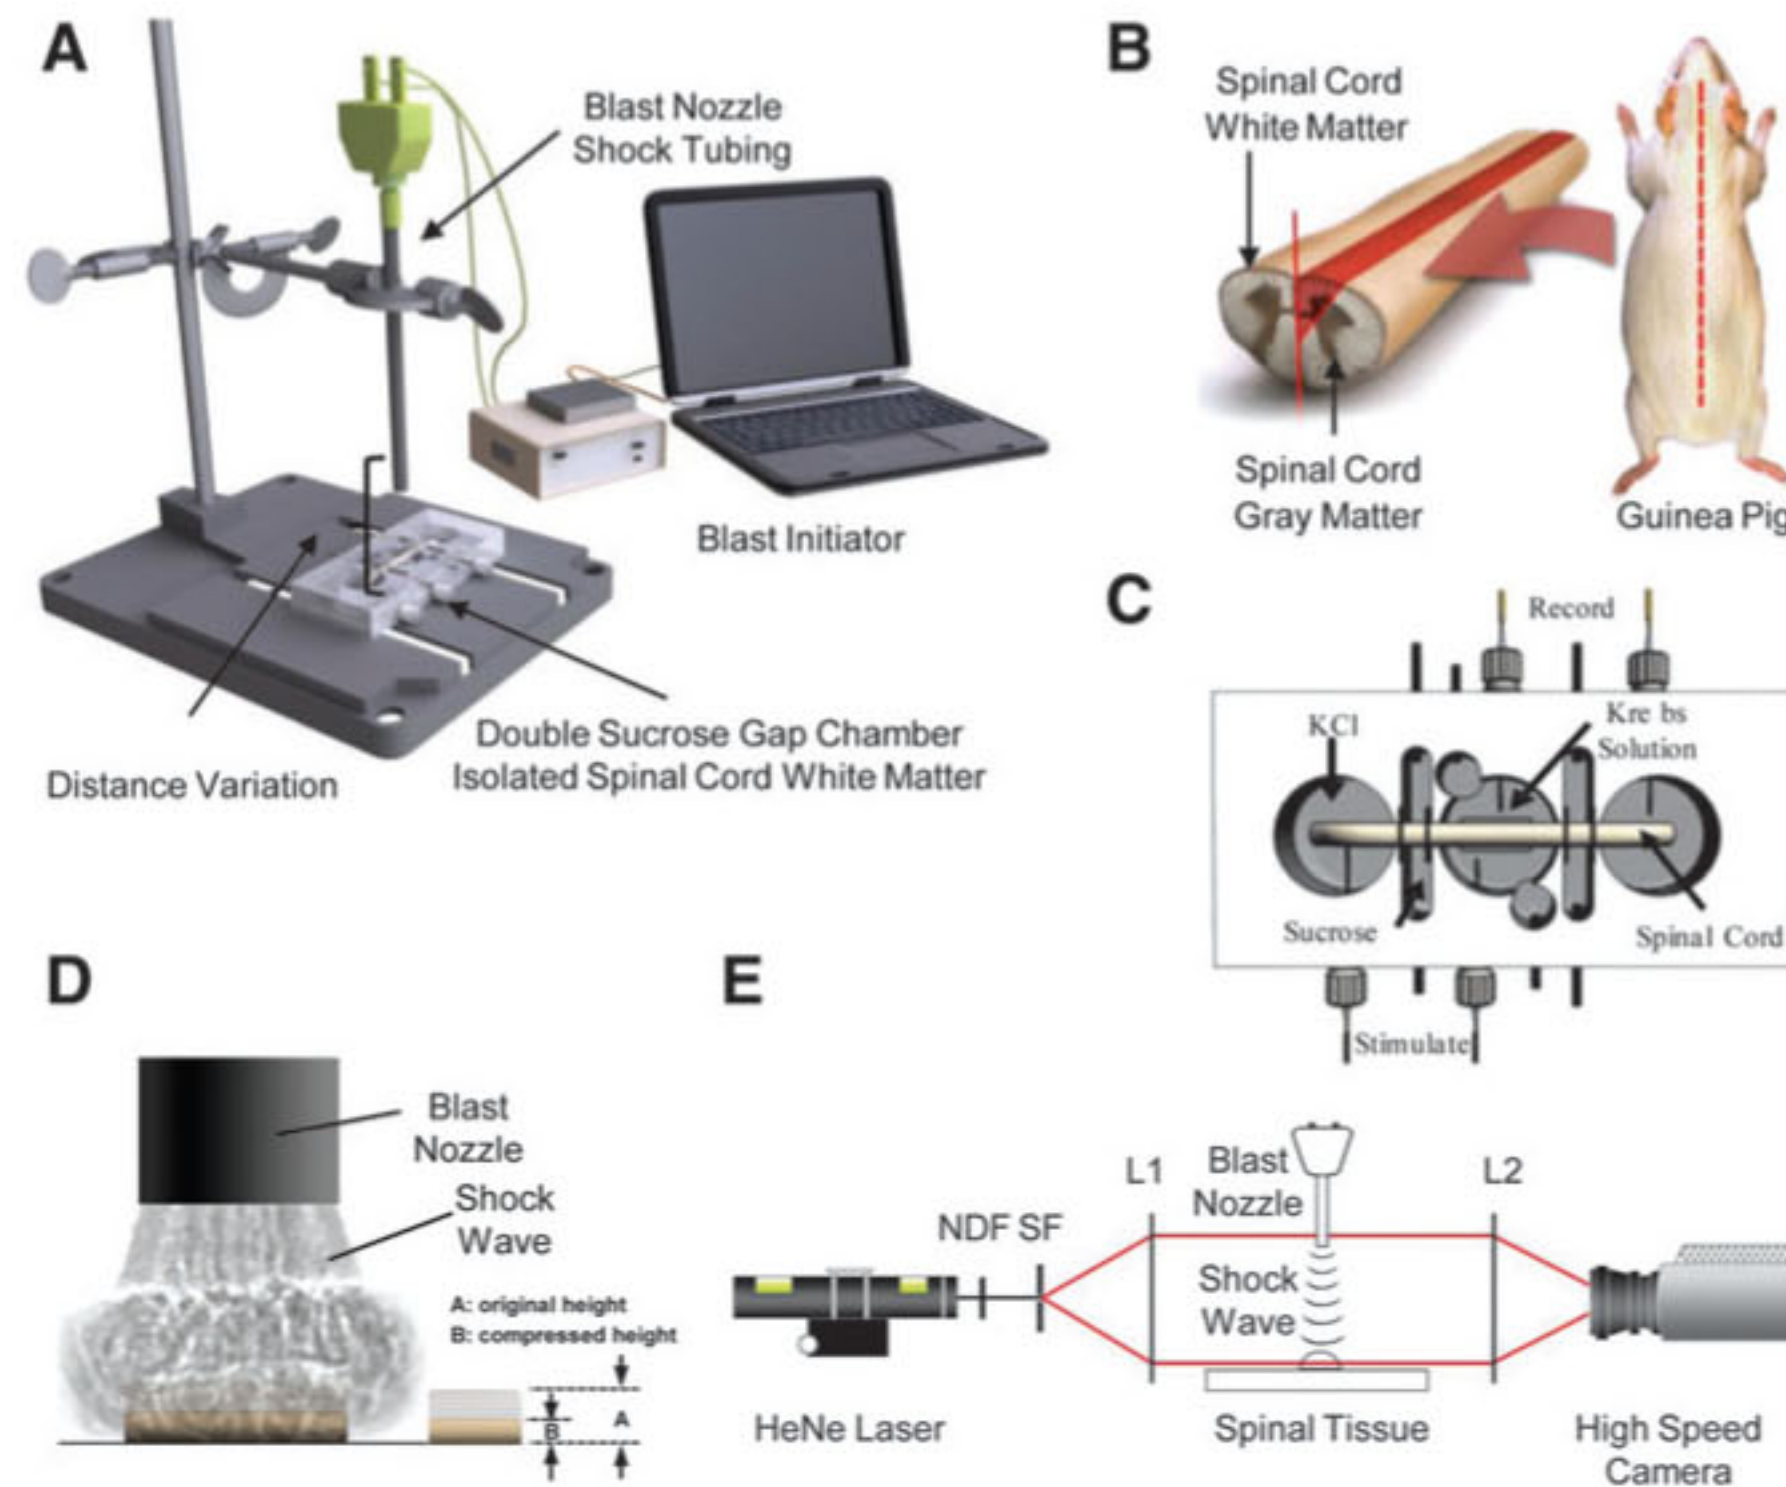 A
Blast Nozzle
Shock Tubing
Blast Initiator
Double Sucrose Gap Chamber
Isolated Spinal Cord White Matter
Distance Variation
B
Spinal Cord
White Matter
Spinal Cord
Gray Matter
Guinea Pig
C
Record
KCl
Kre bs
Solution
Sucrose
Spinal Cord
Stimulate
D
Blast
Nozzle
Shock
Wave
A: original height
B: compressed height
A
B
E
L1
Blast
Nozzle
L2
NDF SF
Shock
Wave
HeNe Laser
Spinal Tissue
High Speed
Camera